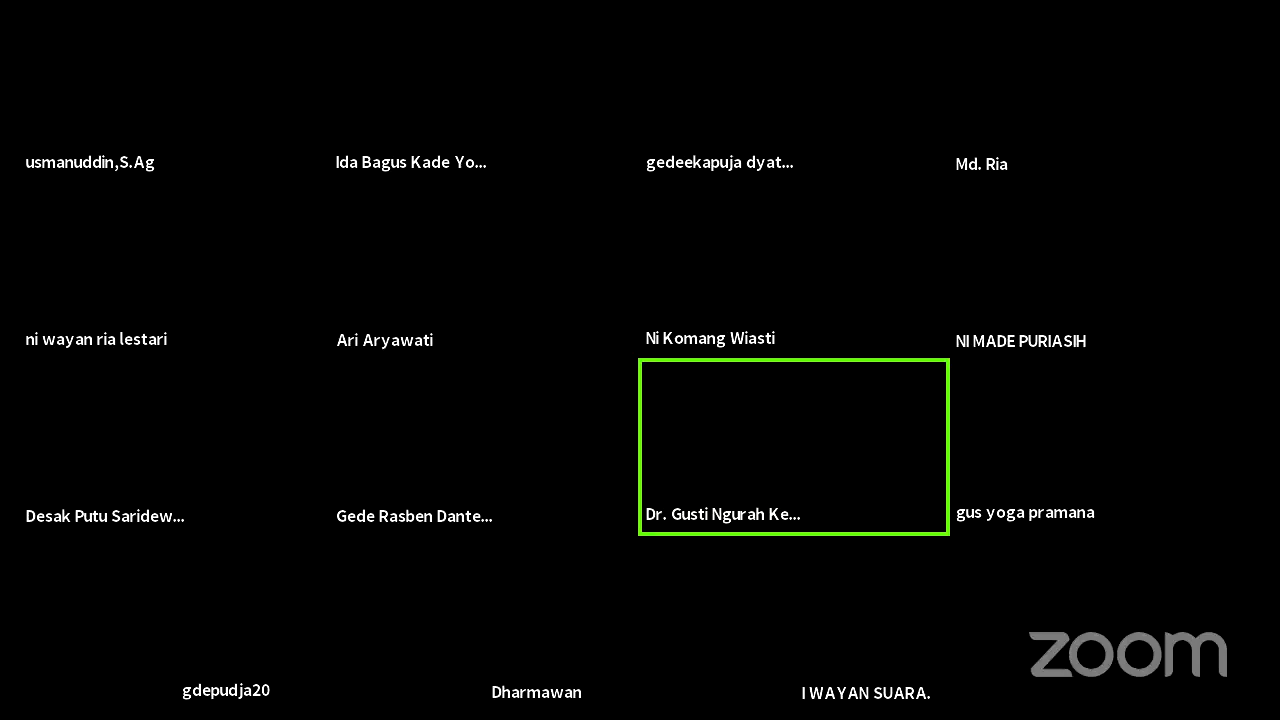 usmanuddin,S.Ag
Ida Bagus Kade Yo...
gedeekapuja dyat...
Md. Ria
ni wayan ria lestari
Ari Aryawati
Ni Komang Wiasti
NI MADE PURIASIH
Desak Putu Saridew...
Gede Rasben Dante...
Dr. Gusti Ngurah Ke...
gus yoga pramana
gdepudja20
Dharmawan
I WAYAN SUARA.
zoom